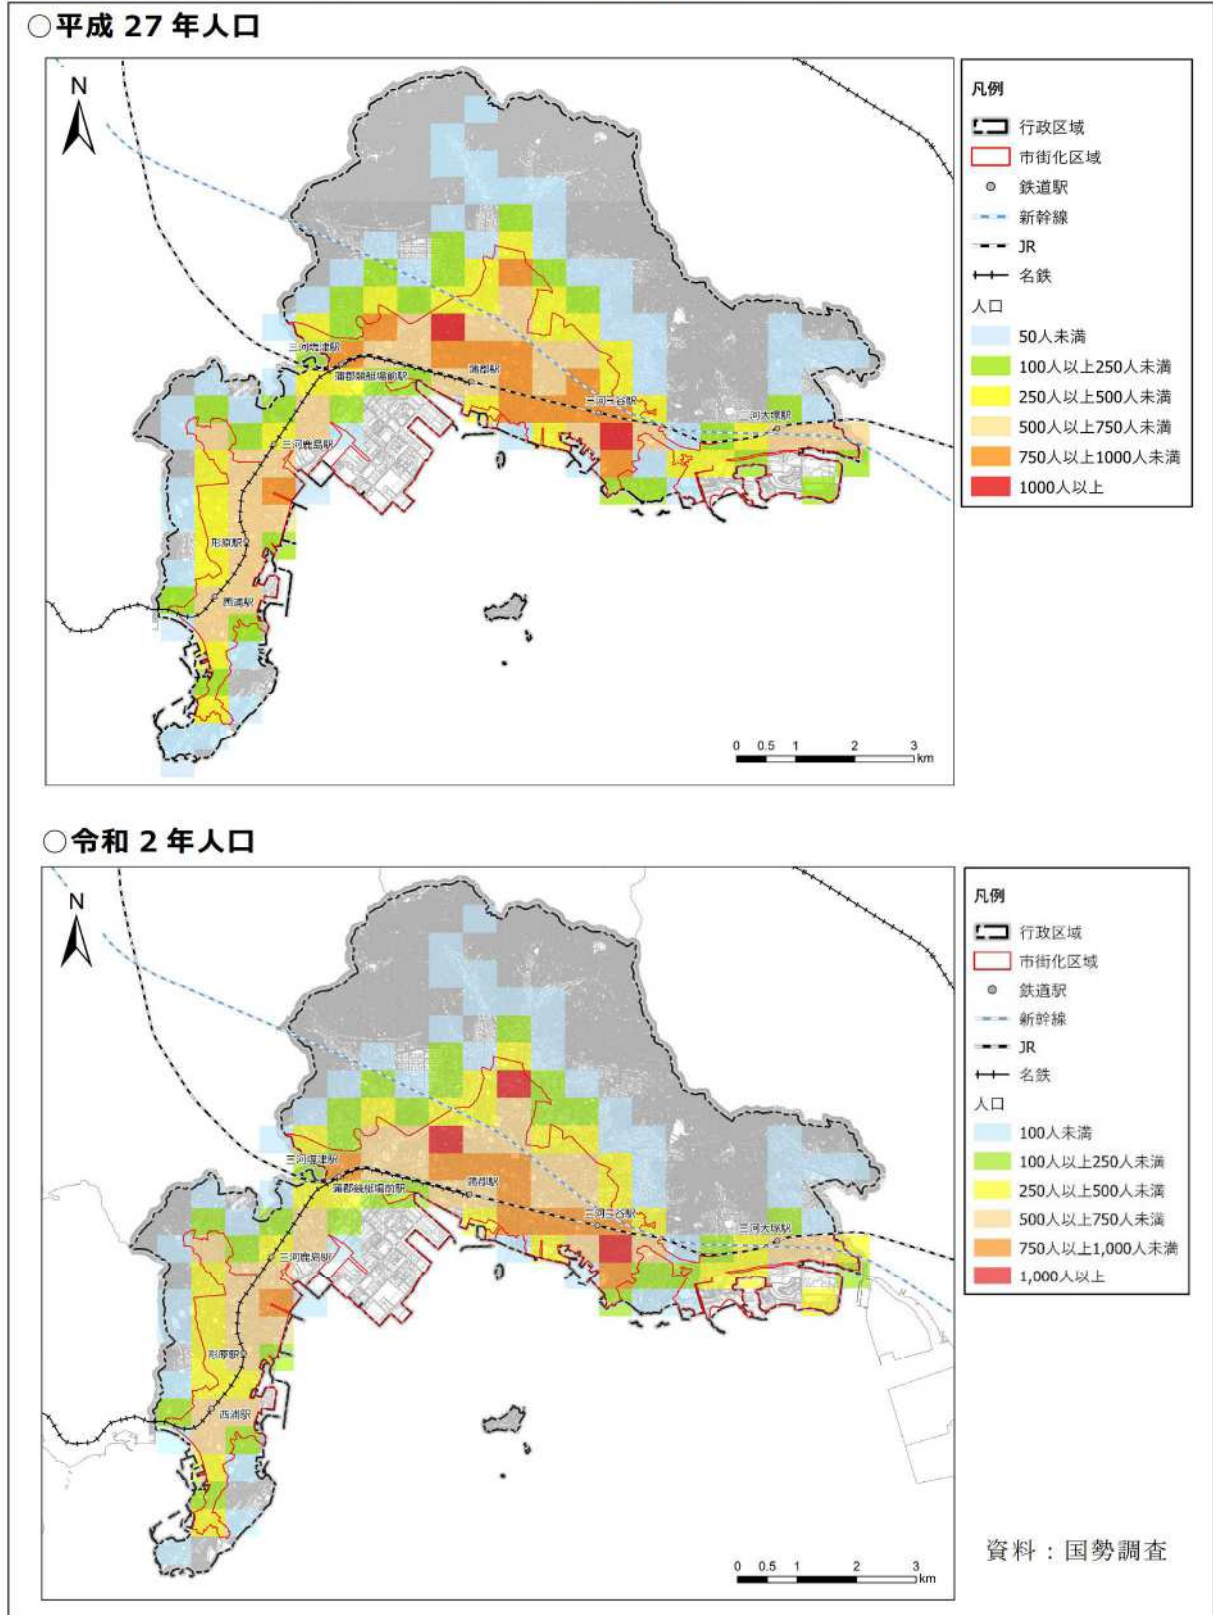 ○平成 27 年人口
N
三河塩津駅
蒲郡競艇場前駅
蒲郡駅
三河三谷駅
三河大塚駅
三河鹿島駅
形原駅
西浦駅
0 0.5 1 2 3
km
凡例
行政区域
市街化区域
鉄道駅
新幹線
JR
名鉄
人口
50人未満
100人以上250人未満
250人以上500人未満
500人以上750人未満
750人以上1000人未満
1000人以上
○令和 2 年人口
N
三河塩津駅
蒲郡競艇場前駅
蒲郡駅
三河三谷駅
三河大塚駅
三河鹿島駅
形原駅
西浦駅
0 0.5 1 2 3
km
凡例
行政区域
市街化区域
鉄道駅
新幹線
JR
名鉄
人口
100人未満
100人以上250人未満
250人以上500人未満
500人以上750人未満
750人以上1,000人未満
1,000人以上
資料：国勢調査